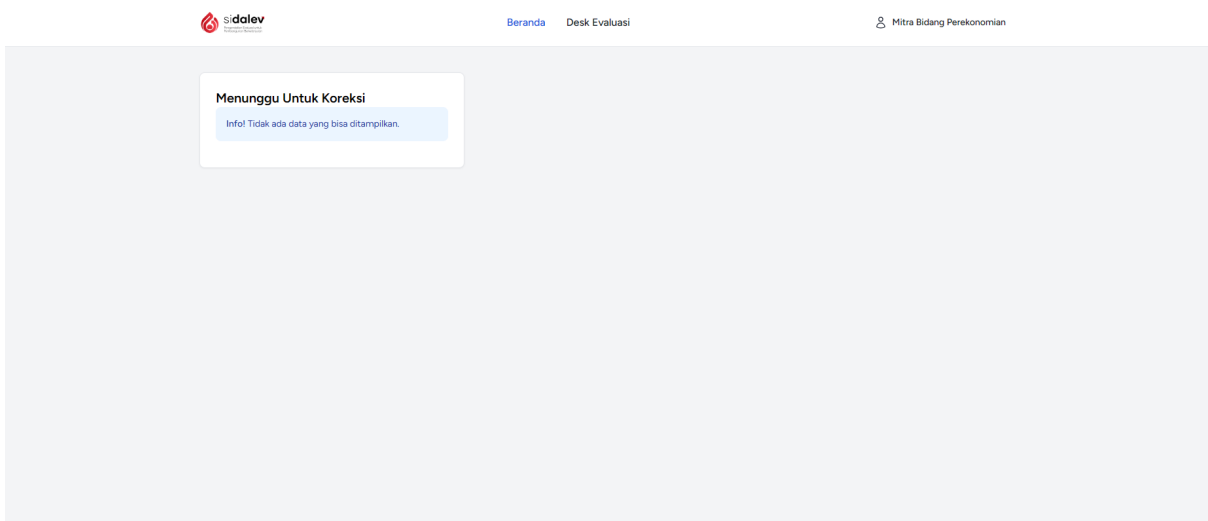 sidalev
Beranda
Desk Evaluasi
Mitra Bidang Perekonomian
Menunggu Untuk Koreksi
Info! Tidak ada data yang bisa ditampilkan.